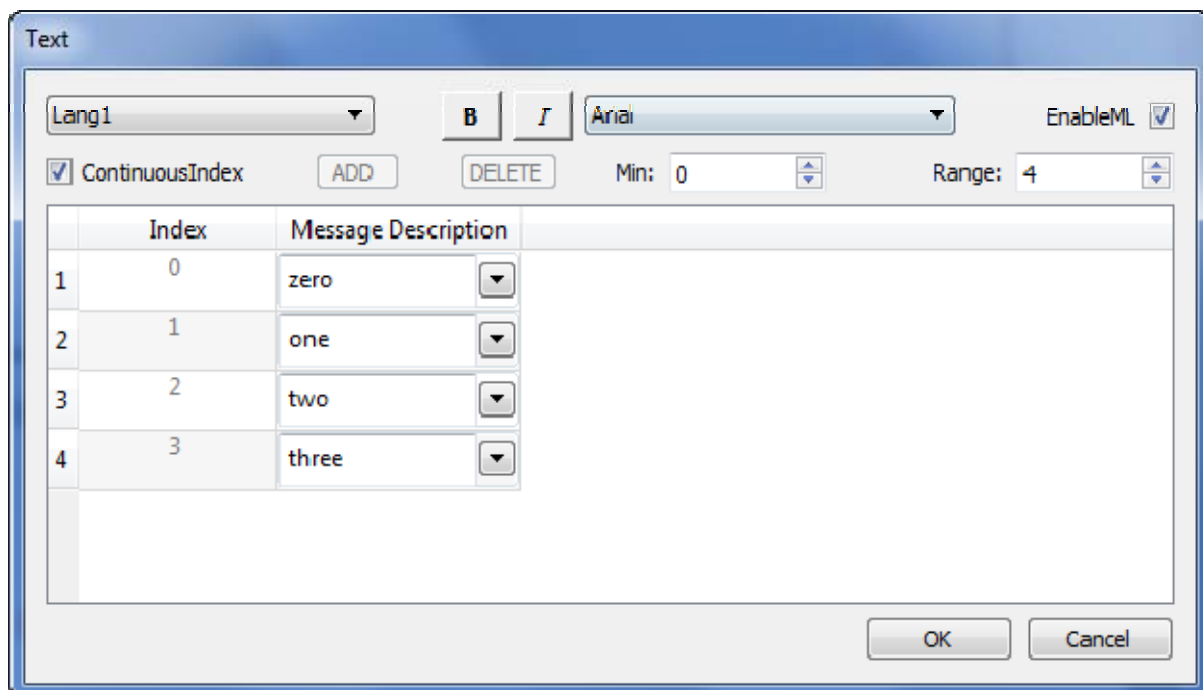 Text
Lang1 B I Arial EnableML
ContinuousIndex ADD DELETE Min: 0 Range: 4
Index Message Description
1 0 zero
2 1 one
3 2 two
4 3 three
OK Cancel